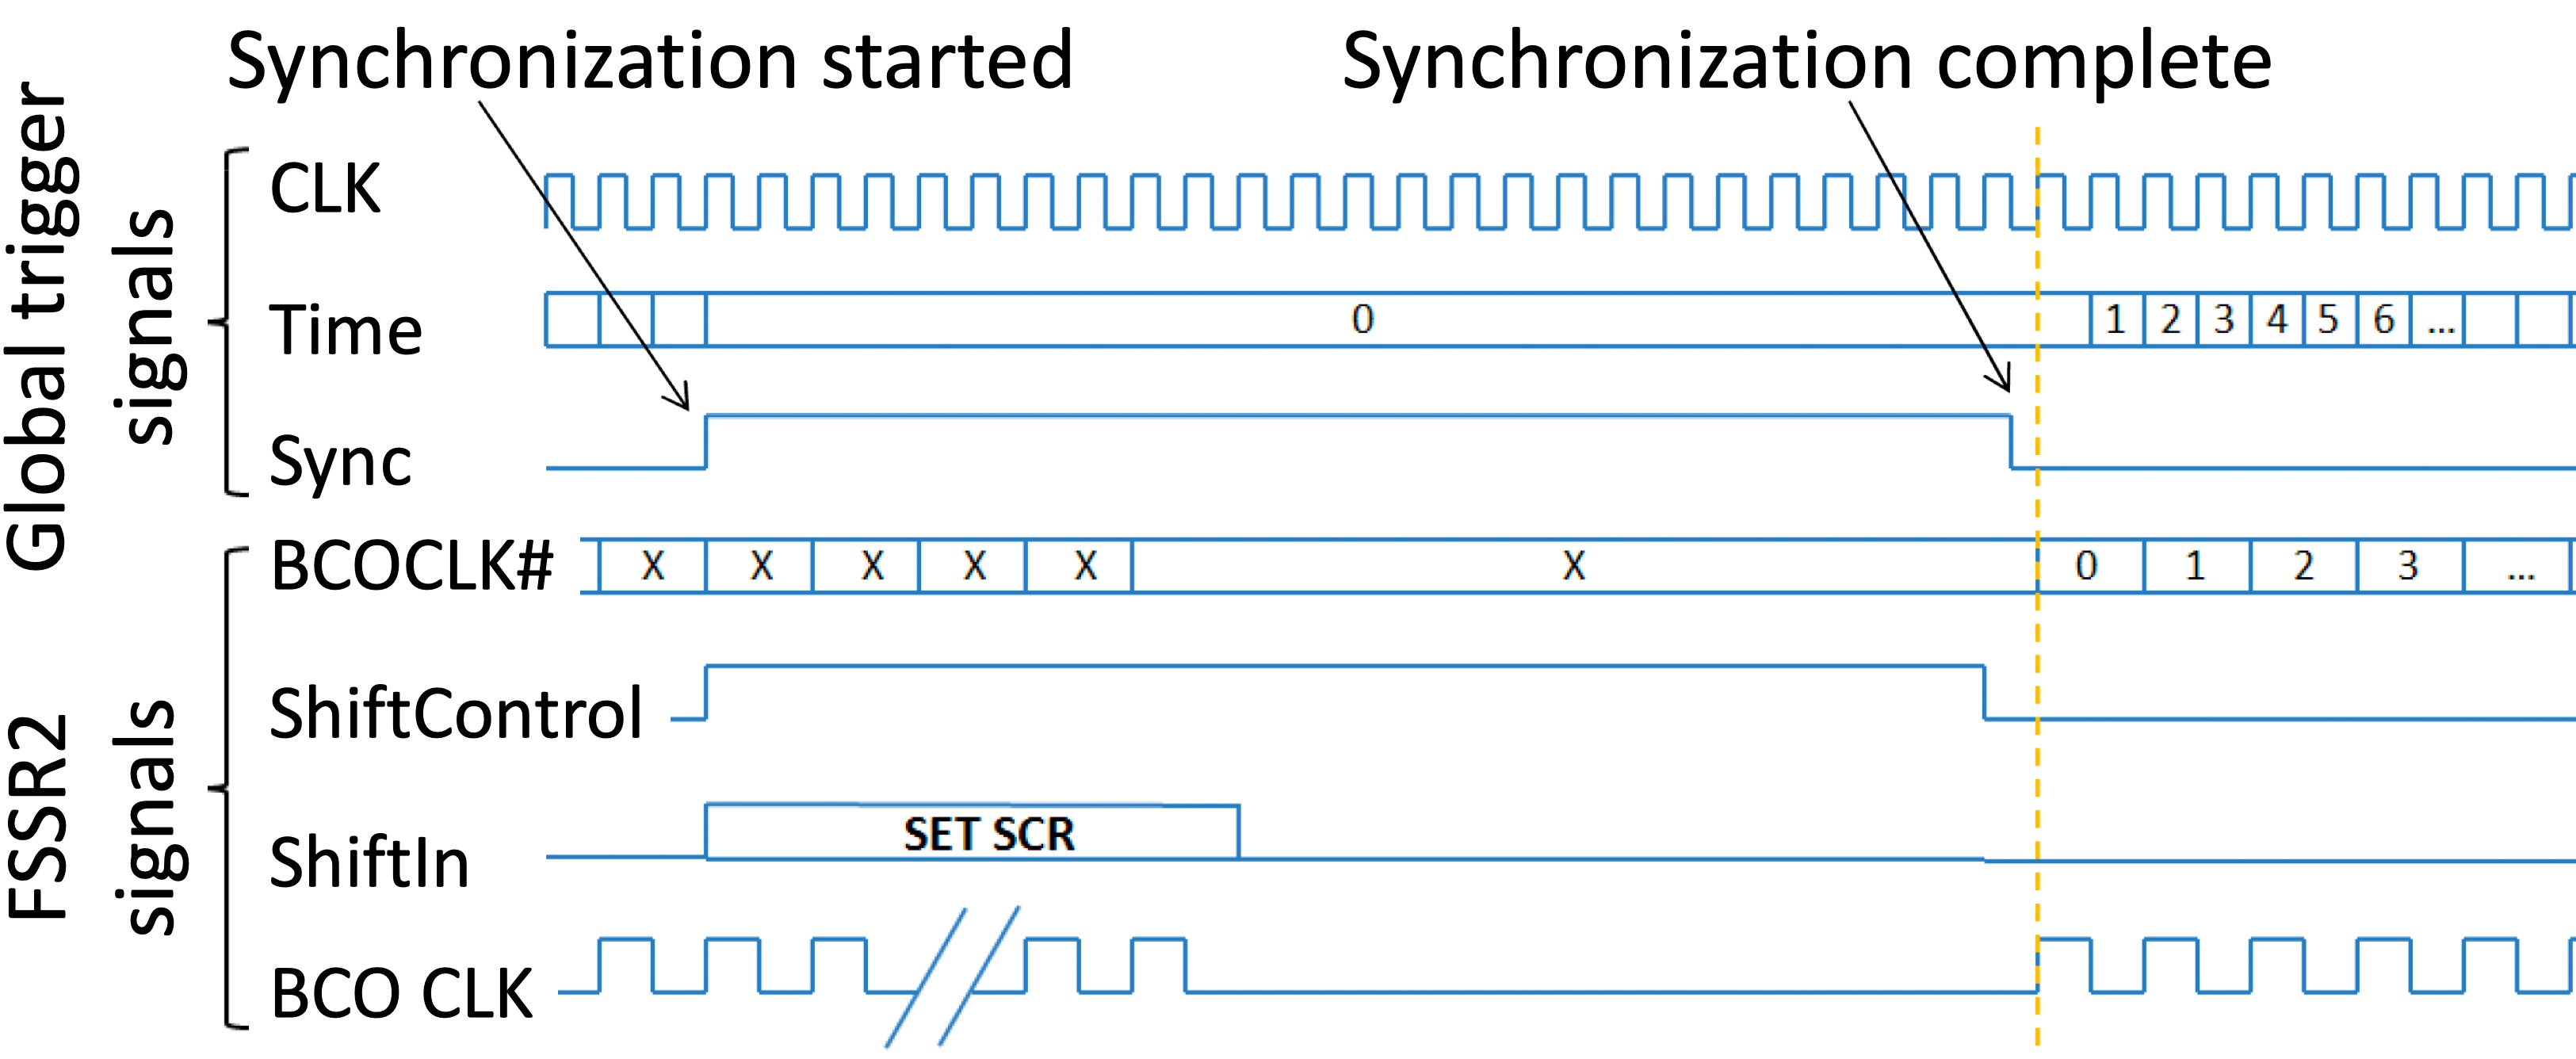 Synchronization started
Synchronization complete
Global trigger
signals
CLK
Time
0
1 2 3 4 5 6 ...
Sync
FSSR2
signals
BCOCLK#
X X X X X X 0 1 2 3 ...
ShiftControl
ShiftIn
SET SCR
BCO CLK